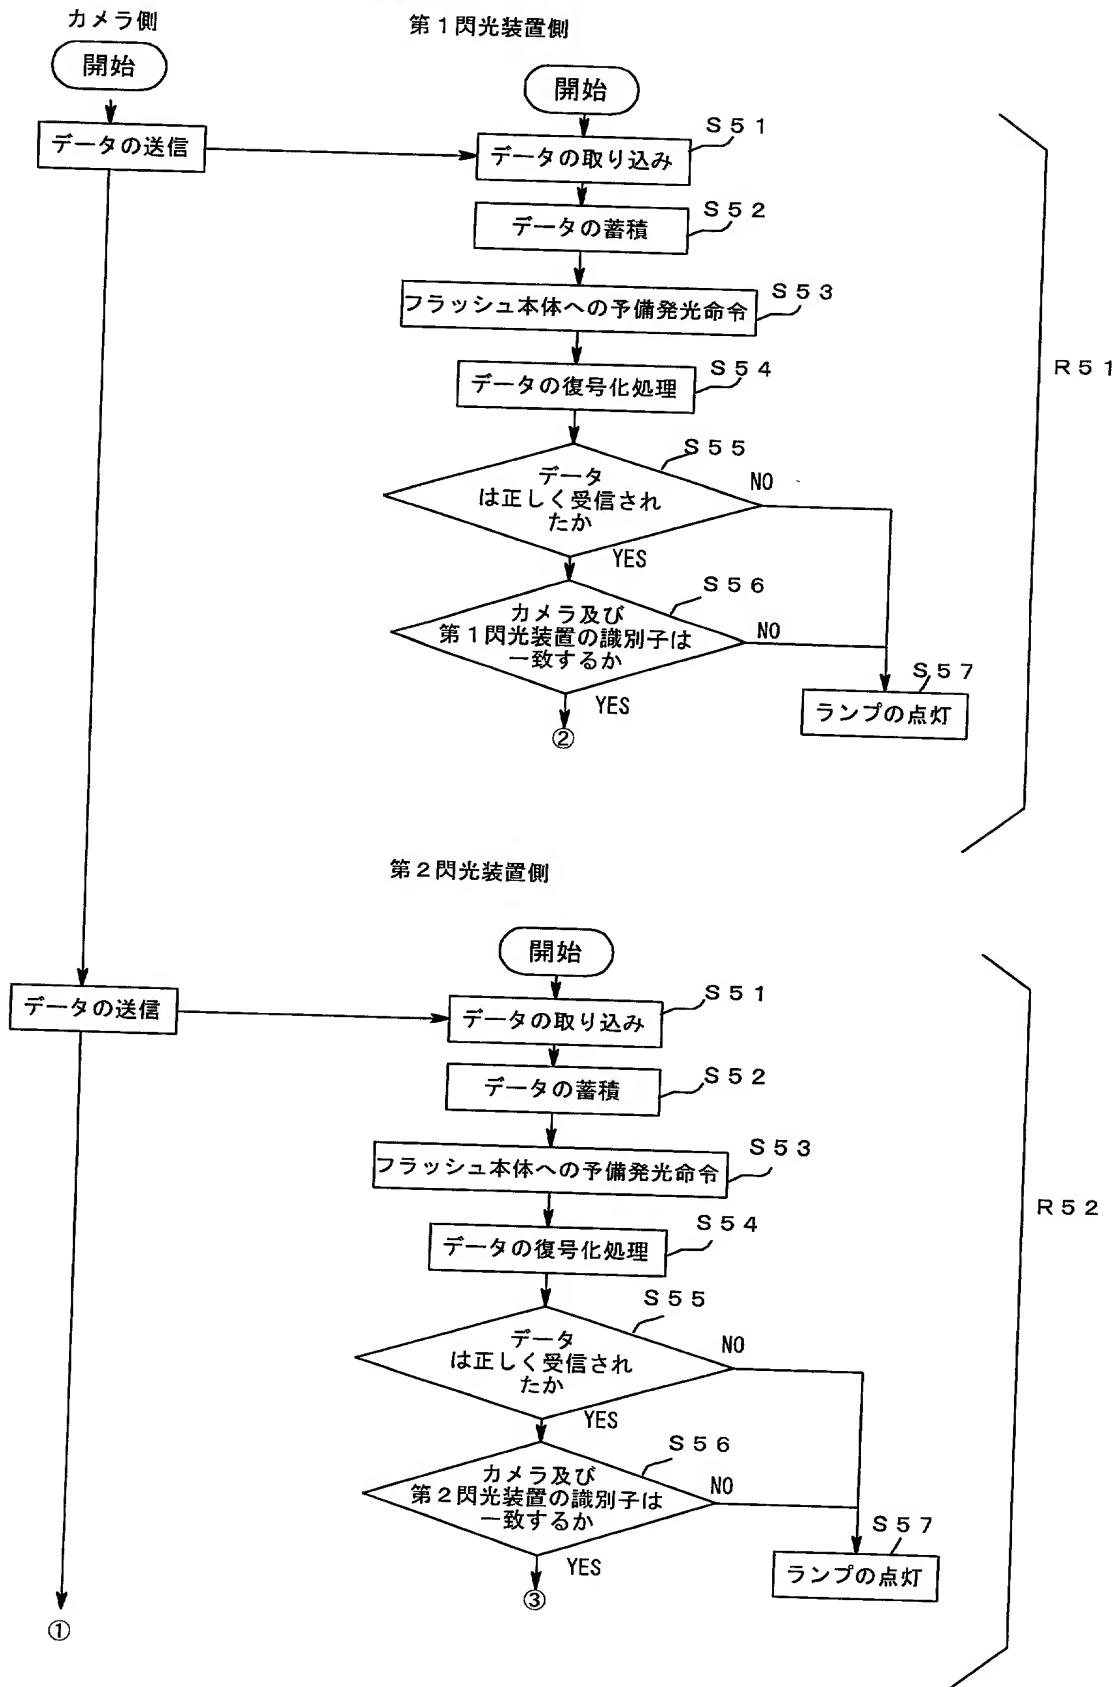 カメラ側
第1閃光装置側
開始
開始
データの送信
S51
データの取り込み
S52
データの蓄積
S53
フラッシュ本体への予備発光命令
S54
データの復号化処理
R51
S55
データ
は正しく受信され
たか
NO
YES
S56
カメラ及び
第1閃光装置の識別子は
一致するか
NO
YES
S57
ランプの点灯
②
第2閃光装置側
開始
データの送信
S51
データの取り込み
S52
データの蓄積
S53
フラッシュ本体への予備発光命令
R52
S54
データの復号化処理
S55
データ
は正しく受信され
たか
NO
YES
S56
カメラ及び
第2閃光装置の識別子は
一致するか
NO
YES
S57
ランプの点灯
③
①